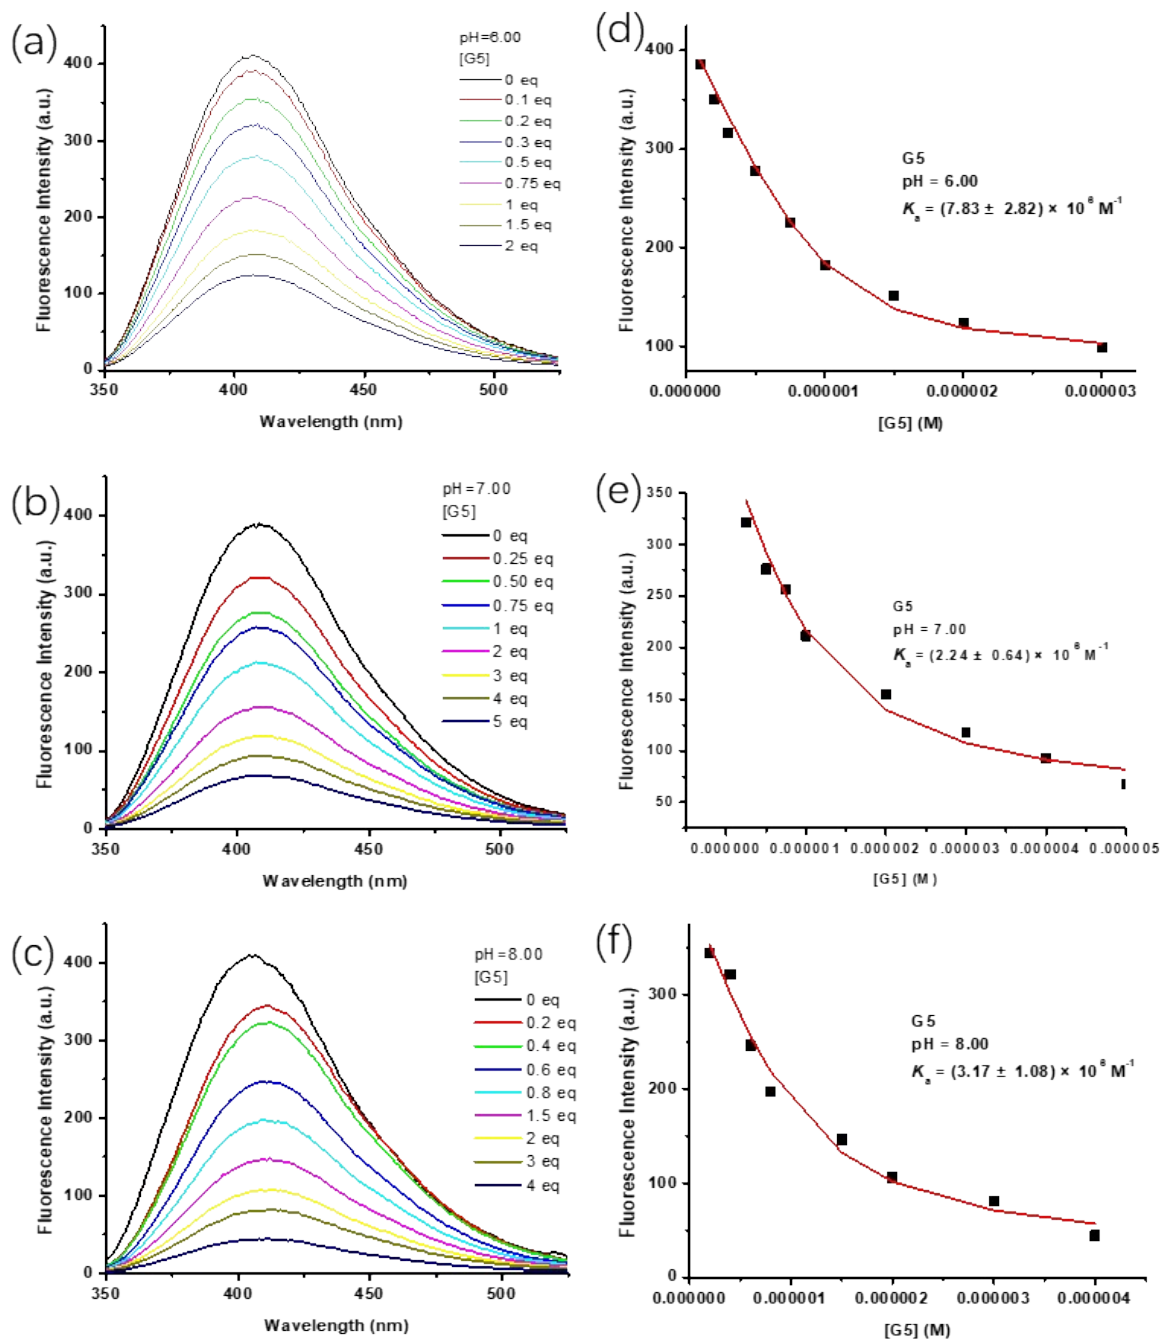 (a)
pH=6.00
[G5]
0 eq
0.1 eq
0.2 eq
0.3 eq
0.5 eq
0.75 eq
1 eq
1.5 eq
2 eq
Fluorescence Intensity (a.u.)
400
300
200
100
0
350
400
450
500
Wavelength (nm)
(d)
Fluorescence Intensity (a.u.)
400
300
200
100
G5
pH = 6.00
Ka = (7.83 ± 2.82) × 10^6 M^-1
0.000000
0.000001
0.000002
0.000003
[G5] (M)
(b)
pH=7.00
[G5]
0 eq
0.25 eq
0.50 eq
0.75 eq
1 eq
2 eq
3 eq
4 eq
5 eq
Fluorescence Intensity (a.u.)
400
300
200
100
0
350
400
450
500
Wavelength (nm)
(e)
Fluorescence Intensity (a.u.)
350
300
250
200
150
100
50
G5
pH = 7.00
Ka = (2.24 ± 0.64) × 10^6 M^-1
0.000000
0.000001
0.000002
0.000003
0.000004
0.000005
[G5] (M)
(c)
pH=8.00
[G5]
0 eq
0.2 eq
0.4 eq
0.6 eq
0.8 eq
1.5 eq
2 eq
3 eq
4 eq
Fluorescence Intensity (a.u.)
400
300
200
100
0
350
400
450
500
Wavelength (nm)
(f)
Fluorescence Intensity (a.u.)
300
200
100
0
G5
pH = 8.00
Ka = (3.17 ± 1.08) × 10^6 M^-1
0.000000
0.000001
0.000002
0.000003
0.000004
[G5] (M)